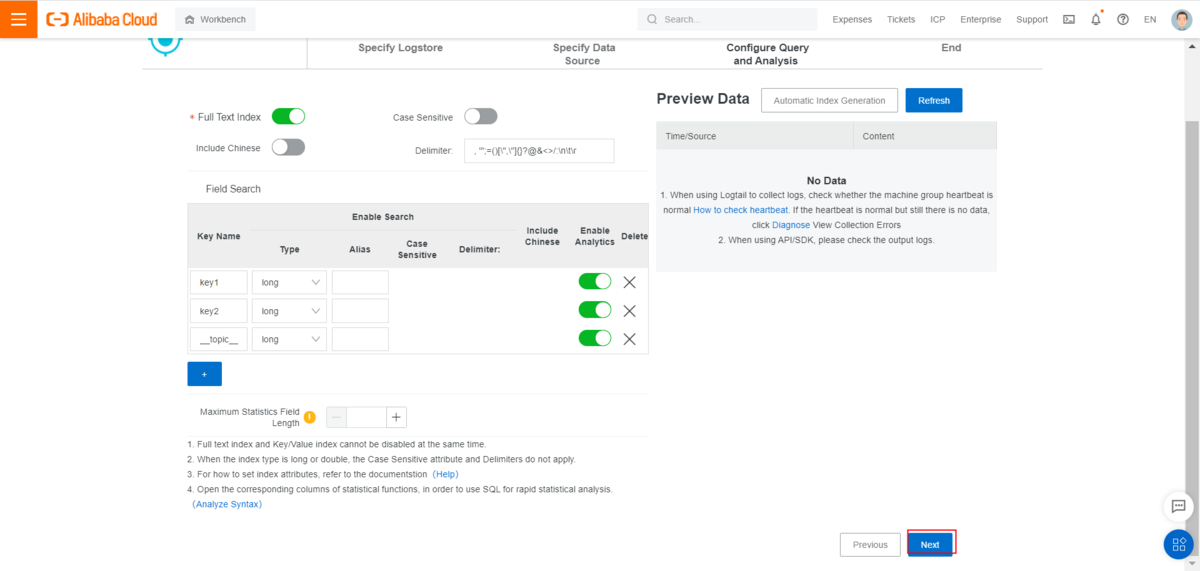 Alibaba Cloud
Workbench
Search...
Expenses
Tickets
ICP
Enterprise
Support
EN
Specify Logstore
Specify Data
Source
Configure Query
and Analysis
End
* Full Text Index
Case Sensitive
Include Chinese
Delimiter:
, '";=()[\",\"]{}?@&<>/:\n\t\r
Preview Data
Automatic Index Generation
Refresh
Time/Source
Content
No Data
1. When using Logtail to collect logs, check whether the machine group heartbeat is
normal How to check heartbeat. If the heartbeat is normal but still there is no data,
click Diagnose View Collection Errors
2. When using API/SDK, please check the output logs.
Field Search
Key Name
Enable Search
Type
Alias
Case
Sensitive
Delimiter:
Include
Chinese
Enable
Analytics
Delete
key1
long
key2
long
__topic__
long
+
Maximum Statistics Field
Length
1. Full text index and Key/Value index cannot be disabled at the same time.
2. When the index type is long or double, the Case Sensitive attribute and Delimiters do not apply.
3. For how to set index attributes, refer to the documentstion (Help)
4. Open the corresponding columns of statistical functions, in order to use SQL for rapid statistical analysis.
(Analyze Syntax)
Previous
Next